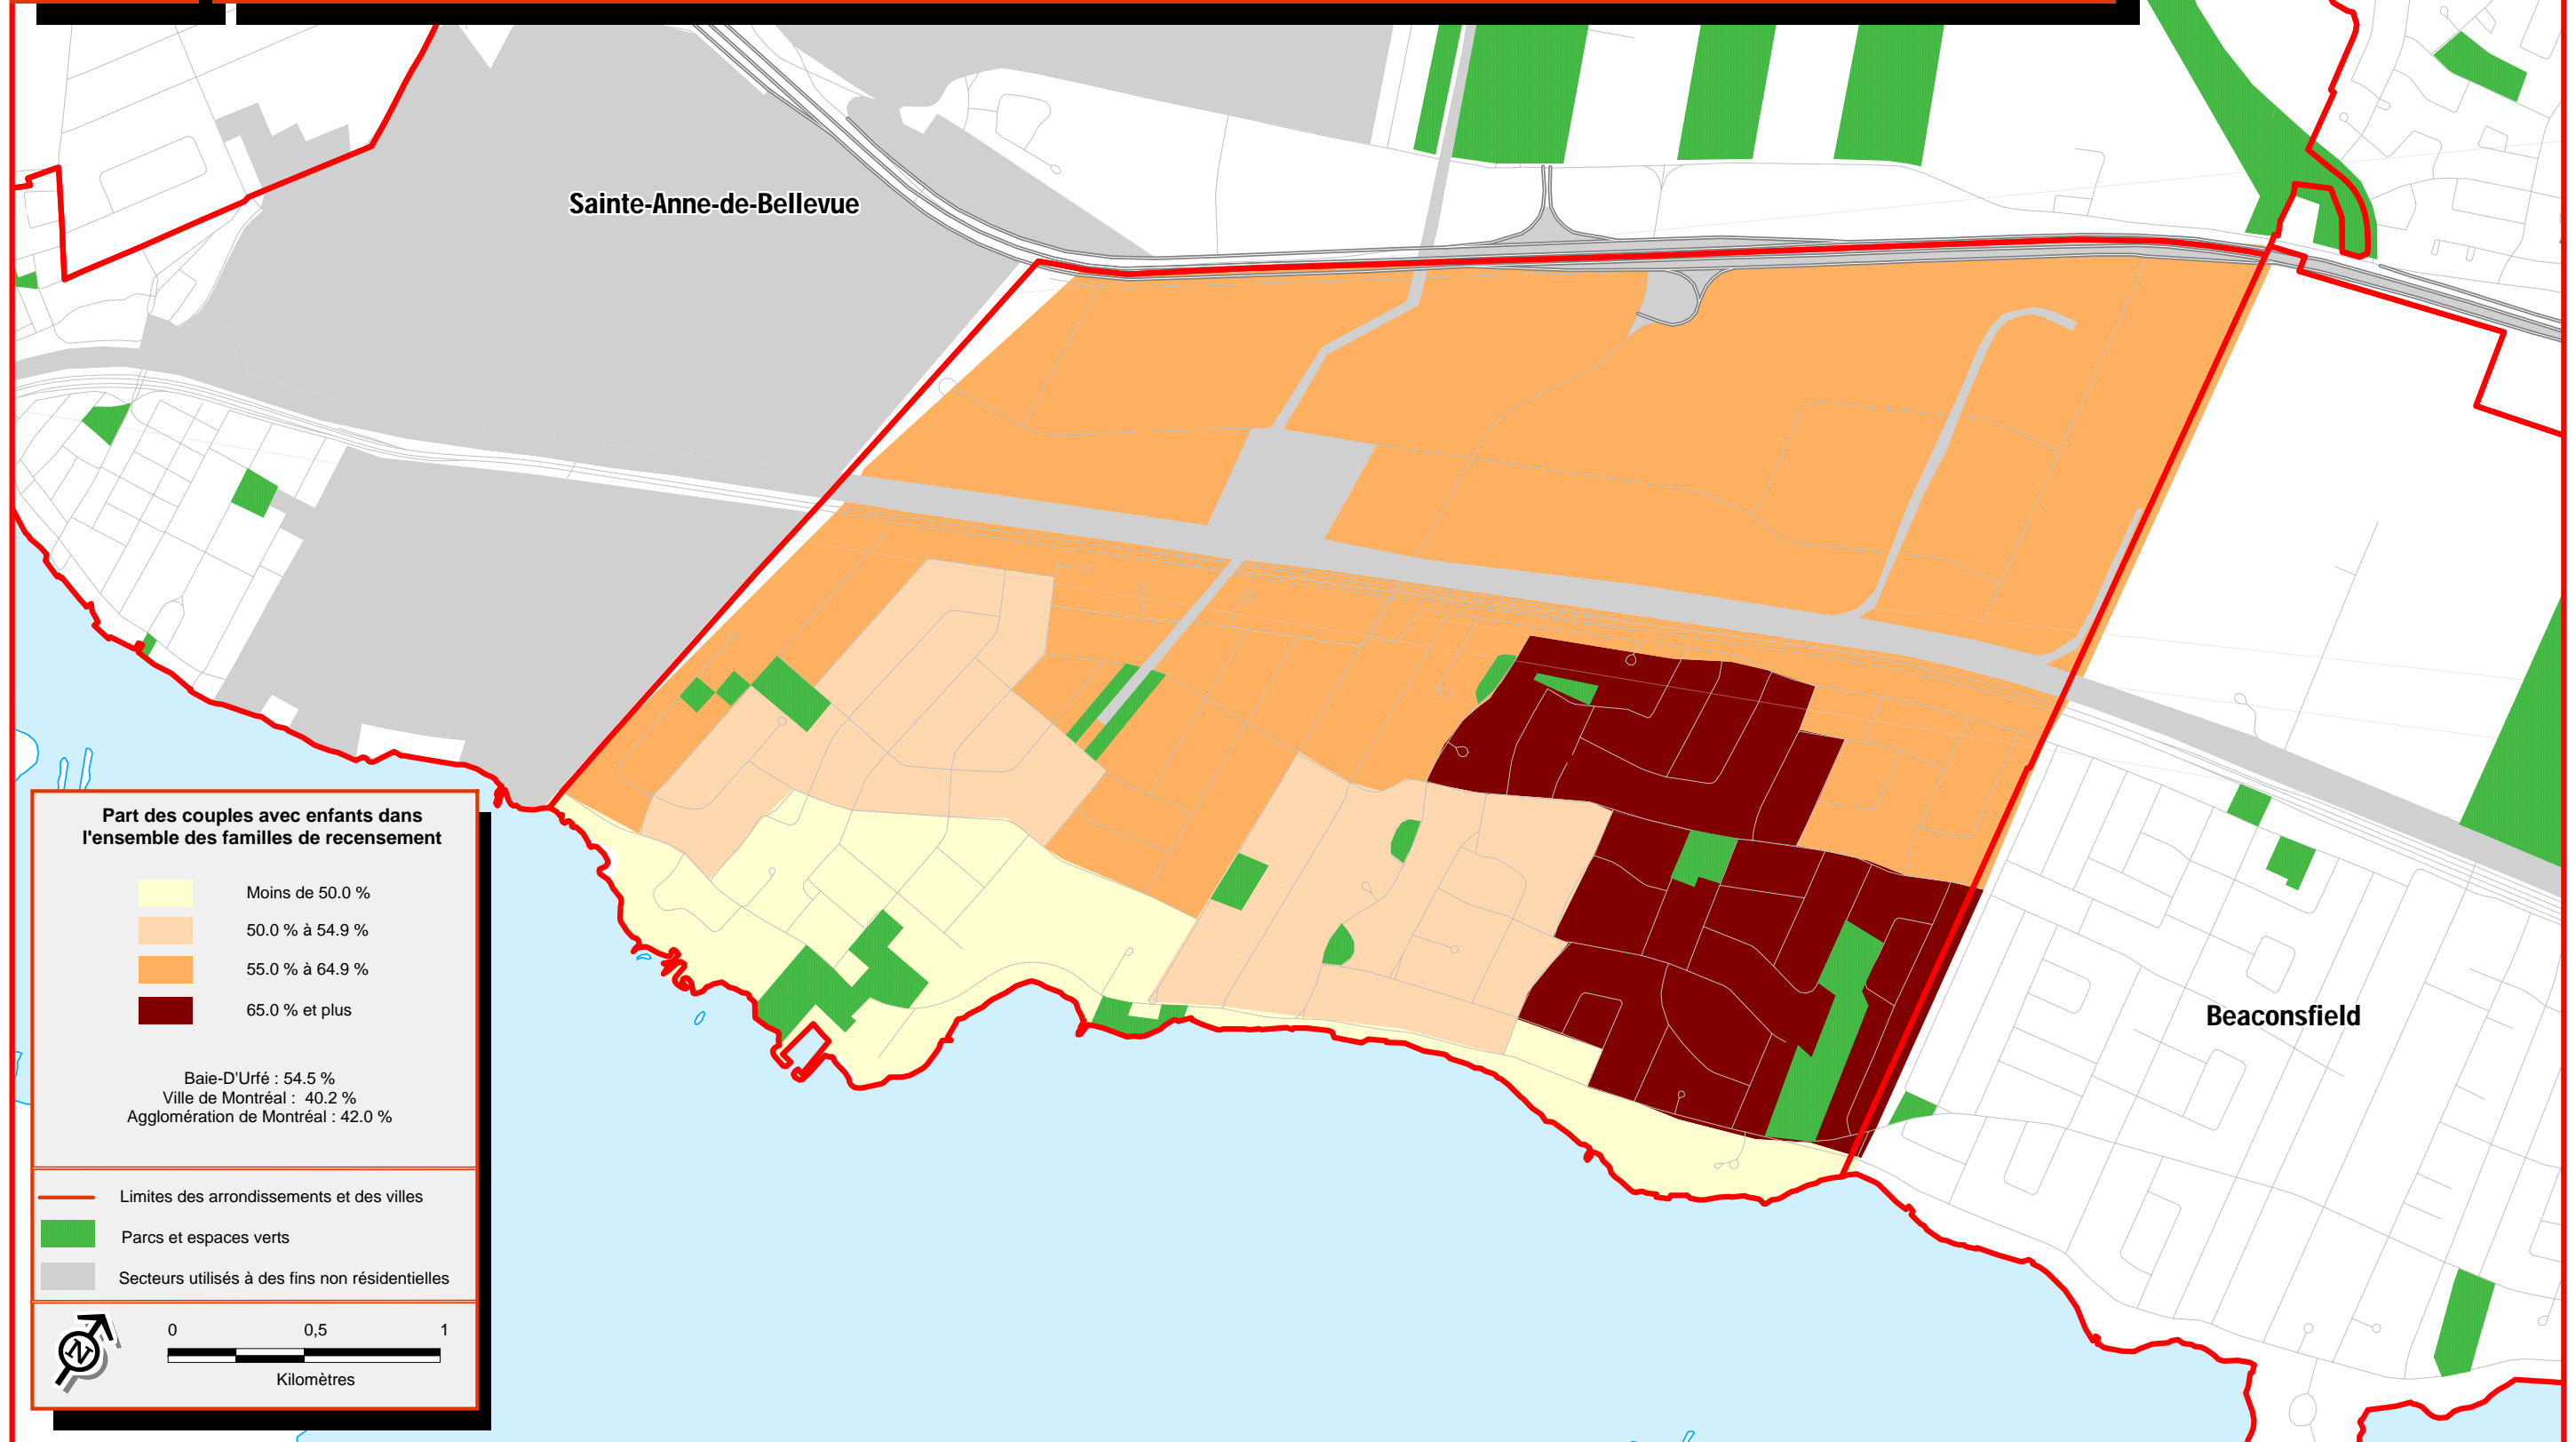 Sainte-Anne-de-Bellevue
Part des couples avec enfants dans
l'ensemble des familles de recensement
Moins de 50.0 %
50.0 % à 54.9 %
55.0 % à 64.9 %
65.0 % et plus
Baie-D'Urfé : 54.5 %
Ville de Montréal : 40.2 %
Agglomération de Montréal : 42.0 %
Limites des arrondissements et des villes
Parcs et espaces verts
Secteurs utilisés à des fins non résidentielles
N
0 0,5 1
Kilomètres
Beaconsfield